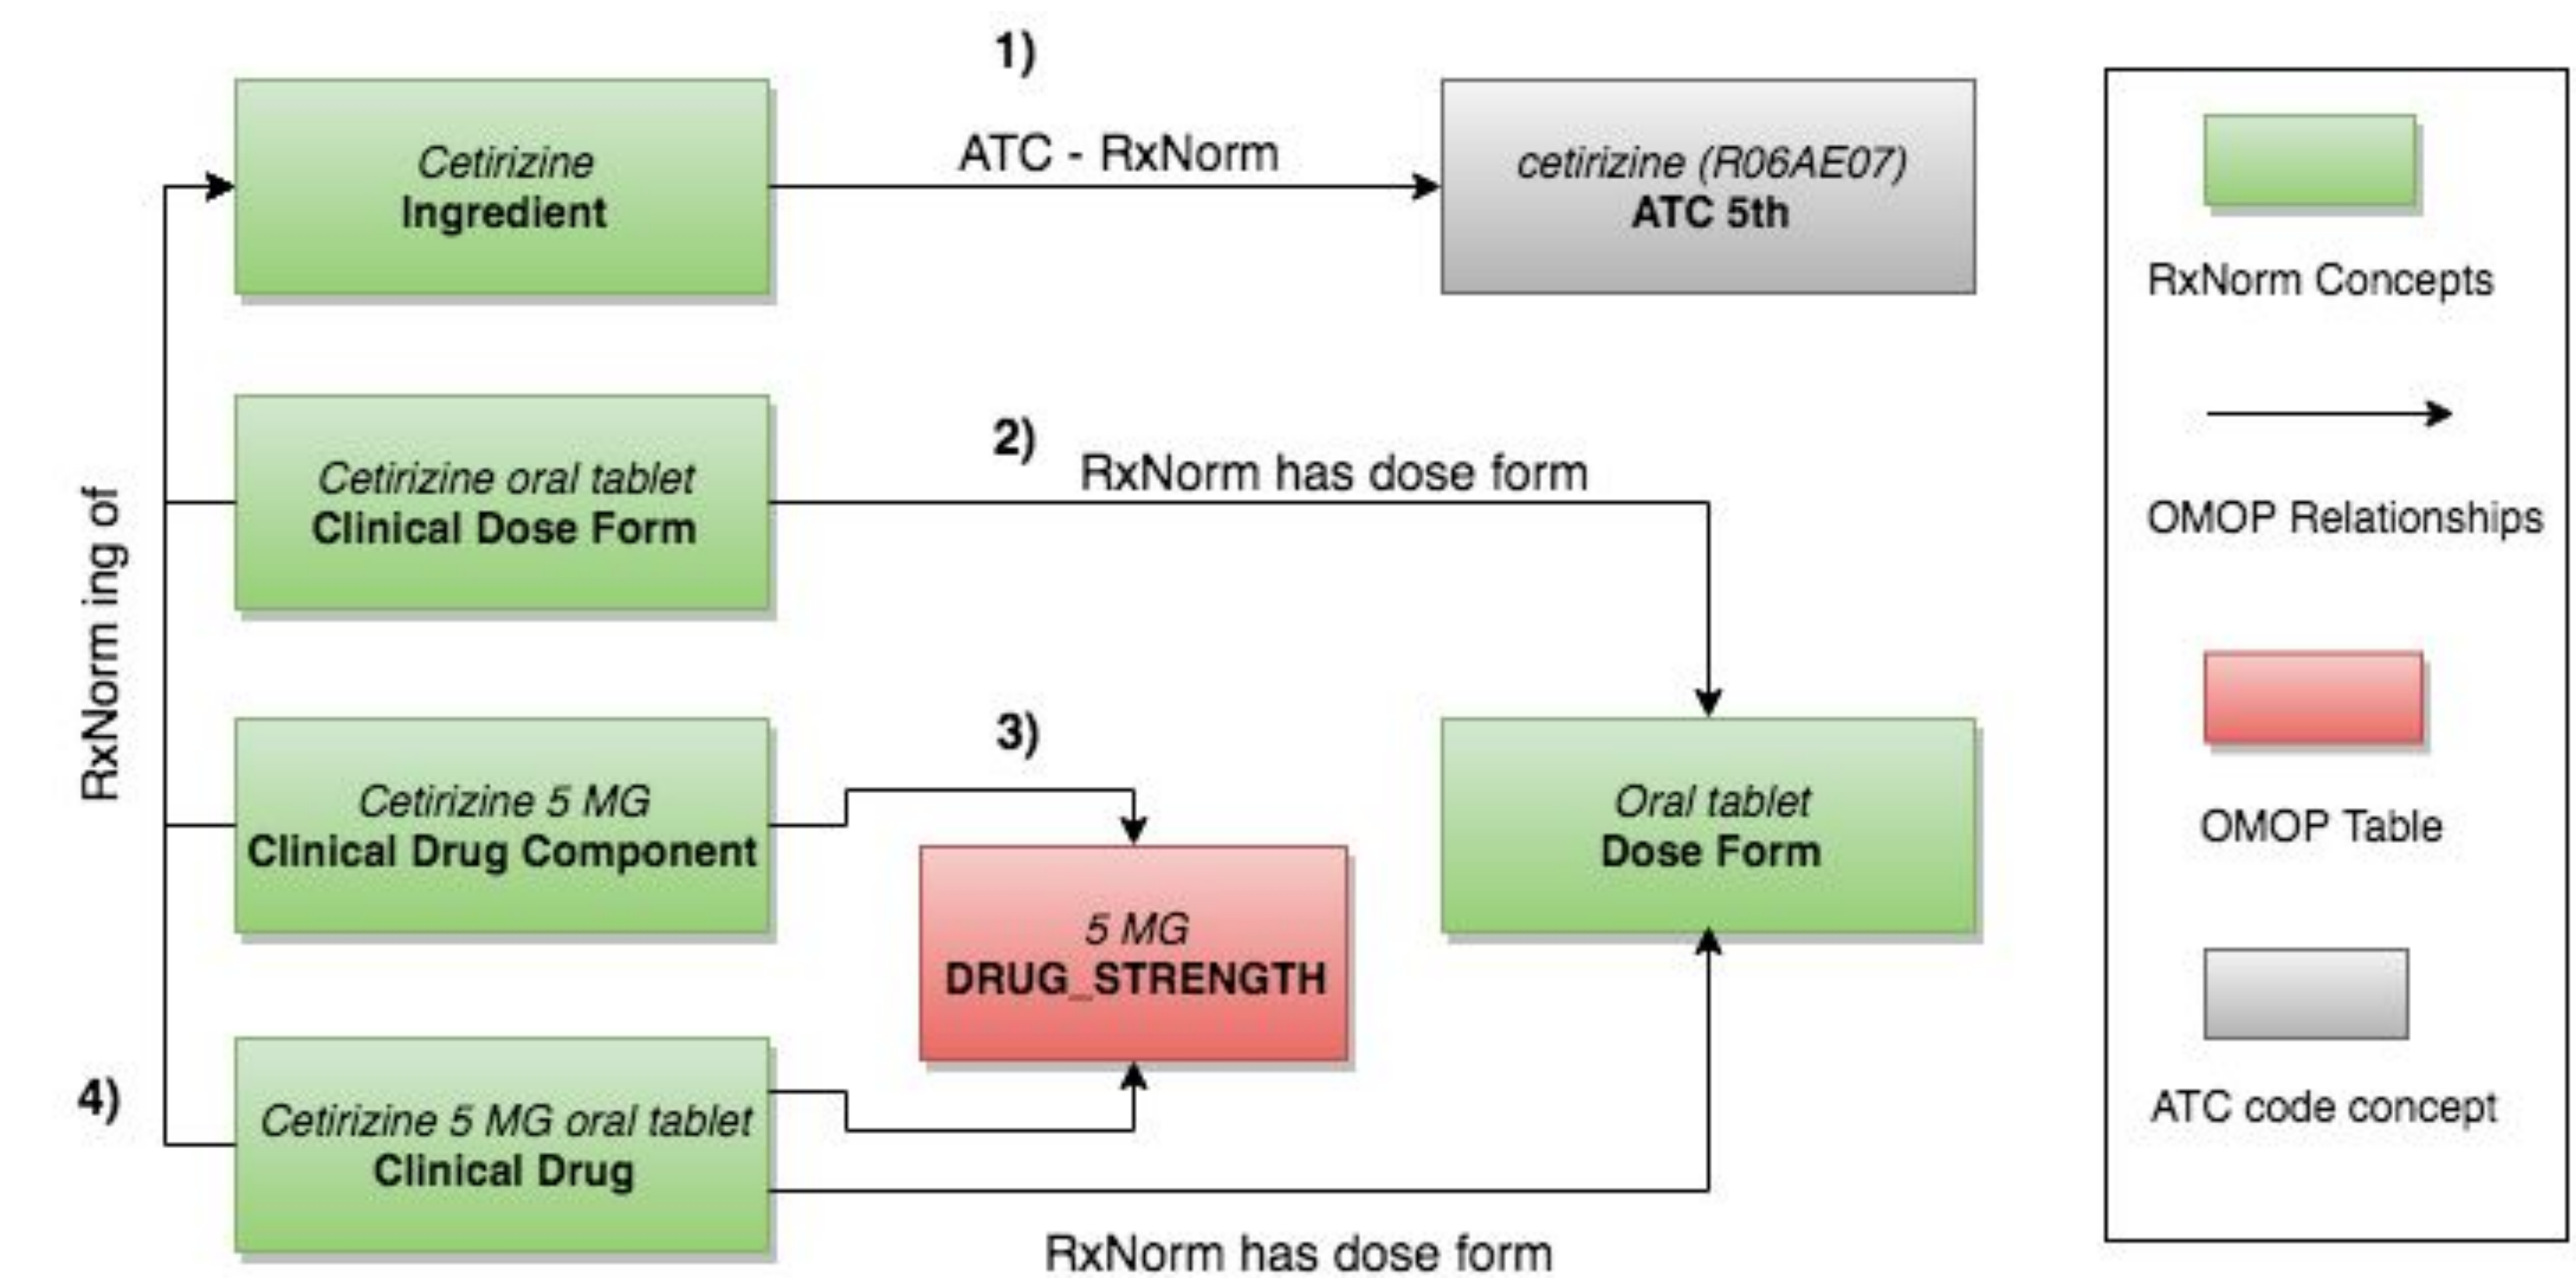 1)
Cetirizine
Ingredient
ATC - RxNorm
cetirizine (R06AE07)
ATC 5th
2)
Cetirizine oral tablet
Clinical Dose Form
RxNorm has dose form
RxNorm ing of
3)
Cetirizine 5 MG
Clinical Drug Component
5 MG
DRUG_STRENGTH
Oral tablet
Dose Form
4)
Cetirizine 5 MG oral tablet
Clinical Drug
RxNorm has dose form
RxNorm Concepts
OMOP Relationships
OMOP Table
ATC code concept